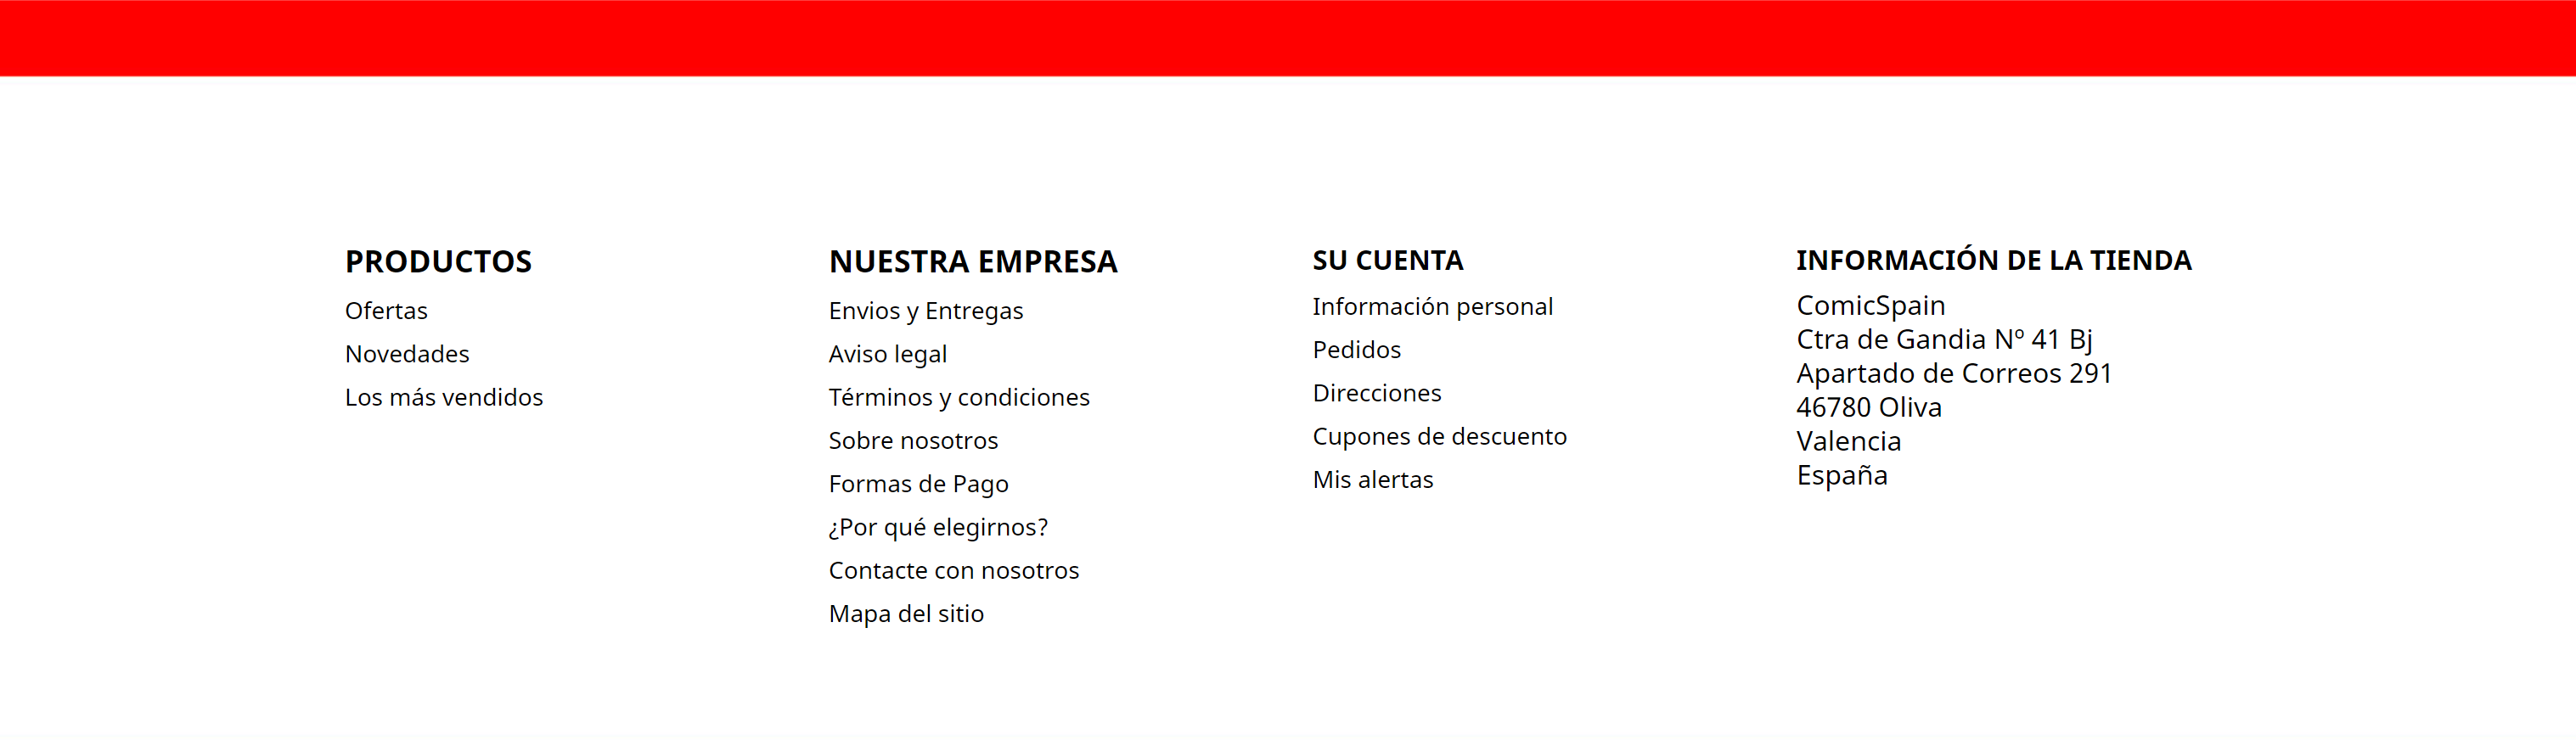 PRODUCTOS
Ofertas
Novedades
Los más vendidos
NUESTRA EMPRESA
Envios y Entregas
Aviso legal
Términos y condiciones
Sobre nosotros
Formas de Pago
¿Por qué elegirnos?
Contacte con nosotros
Mapa del sitio
SU CUENTA
Información personal
Pedidos
Direcciones
Cupones de descuento
Mis alertas
INFORMACIÓN DE LA TIENDA
ComicSpain
Ctra de Gandia Nº 41 Bj
Apartado de Correos 291
46780 Oliva
Valencia
España